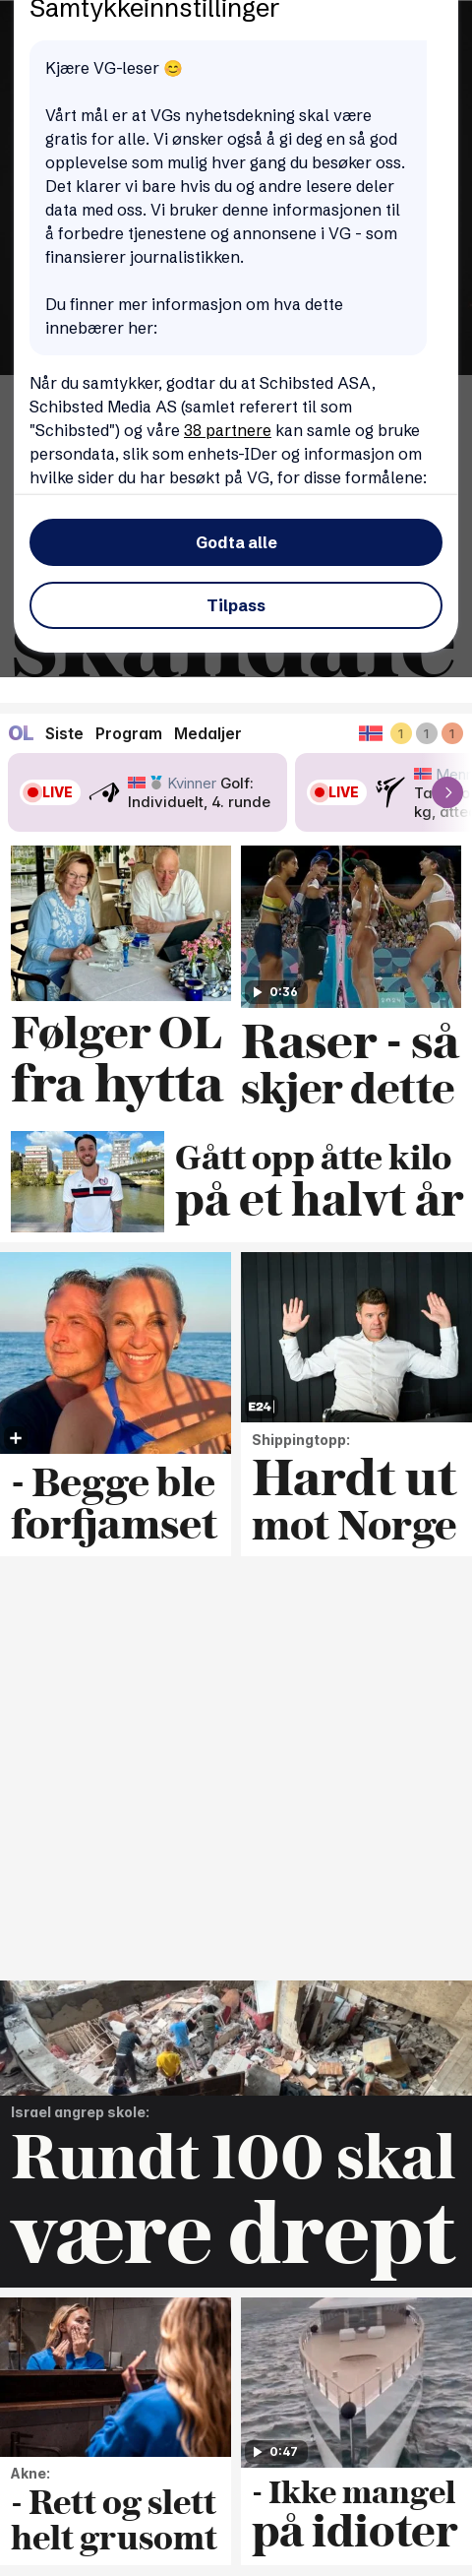 Samtykkeinnstillinger
Kjære VG-leser 😊
Vårt mål er at VGs nyhetsdekning skal være
gratis for alle. Vi ønsker også å gi deg en så god
opplevelse som mulig hver gang du besøker oss.
Det klarer vi bare hvis du og andre lesere deler
data med oss. Vi bruker denne informasjonen til
å forbedre tjenestene og annonsene i VG - som
finansierer journalistikken.
Du finner mer informasjon om hva dette
innebærer her:
Når du samtykker, godtar du at Schibsted ASA,
Schibsted Media AS (samlet referert til som
"Schibsted") og våre 38 partnere kan samle og bruke
persondata, slik som enhets-IDer og informasjon om
hvilke sider du har besøkt på VG, for disse formålene:
Godta alle
Tilpass
skandale
OL Siste Program Medaljer 1 1 1
LIVE Kvinner Golf:
Individuelt, 4. runde
LIVE
kg,
0:36
Følger OL
fra hytta
Raser - så
skjer dette
Gått opp åtte kilo
på et halvt år
E24
- Begge ble
forfjamset
Shippingtopp:
Hardt ut
mot Norge
Israel angrep skole:
Rundt 100 skal
være drept
0:47
Akne:
- Rett og slett
helt grusomt
- Ikke mangel
på idioter